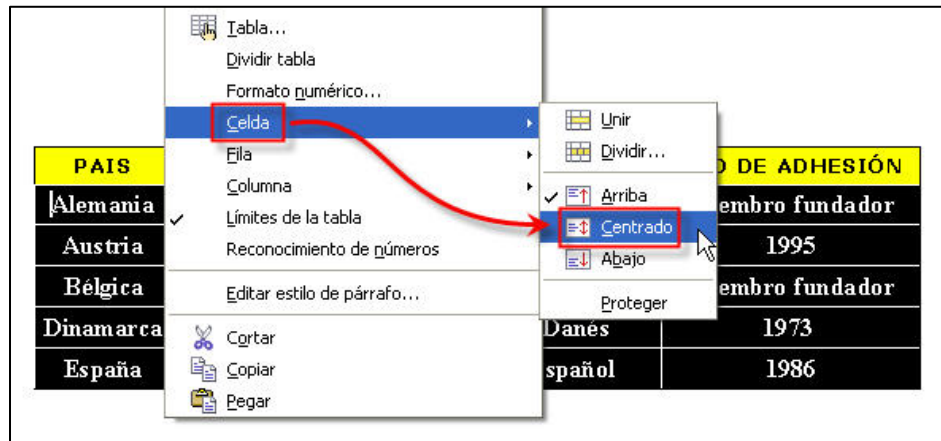 Tabla...
Dividir tabla
Formato numérico...
Celda
Fila
Columna
Límites de la tabla
Reconocimiento de números
Editar estilo de párrafo...
Cortar
Copiar
Pegar
Unir
Dividir...
Arriba
Centrado
Abajo
Proteger
PAIS DE ADHESIÓN
Alemania embro fundador
Austria 1995
Bélgica embro fundador
Dinamarca Danés 1973
España spañol 1986